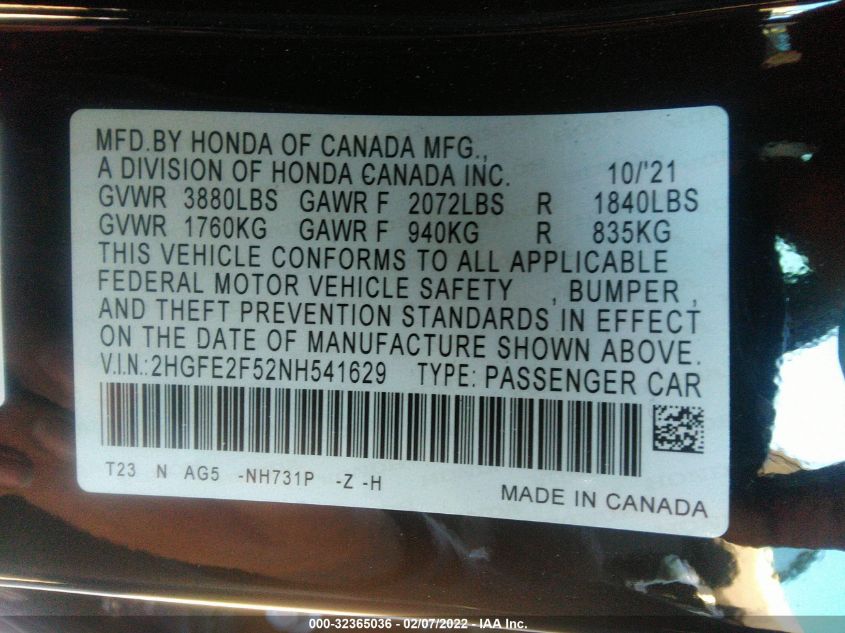 MFD.BY HONDA OF CANADA MFG.,
A DIVISION OF HONDA CANADA INC. 10/'21
GVWR 3880LBS GAWR F 2072LBS R 1840LBS
GVWR 1760KG GAWR F 940KG R 835KG
THIS VEHICLE CONFORMS TO ALL APPLICABLE
FEDERAL MOTOR VEHICLE SAFETY , BUMPER ,
AND THEFT PREVENTION STANDARDS IN EFFECT
ON THE DATE OF MANUFACTURE SHOWN ABOVE.
V.I.N.:2HGFE2F52NH541629 TYPE: PASSENGER CAR
T23 N AG5 -NH731P -Z -H
MADE IN CANADA
000-32365036 - 02/07/2022 - IAA Inc.